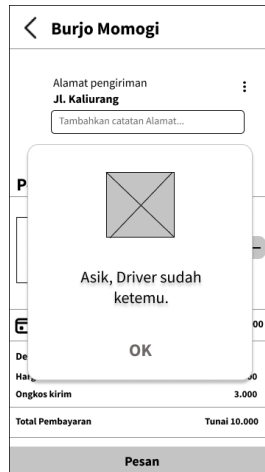 Burjo Momogi
Alamat pengiriman
Jl. Kaliurang
Tambahkan catatan Alamat...
Asik, Driver sudah
ketemu.
OK
Ongkos kirim 3.000
Total Pembayaran Tunai 10.000
Pesan